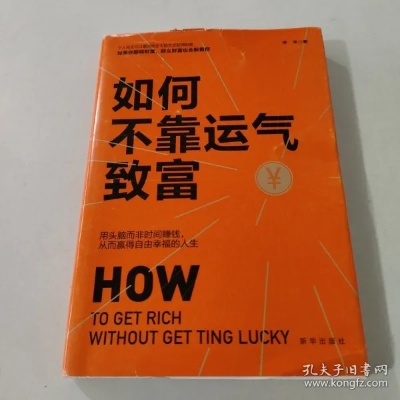 如何
不靠运气
致富
¥
用头脑而非时间赚钱，
从而赢得自由幸福的人生
HOW
TO GET RICH
WITHOUT GET TING LUCKY
新华出版社
孔夫子旧书网
www.kongfz.com